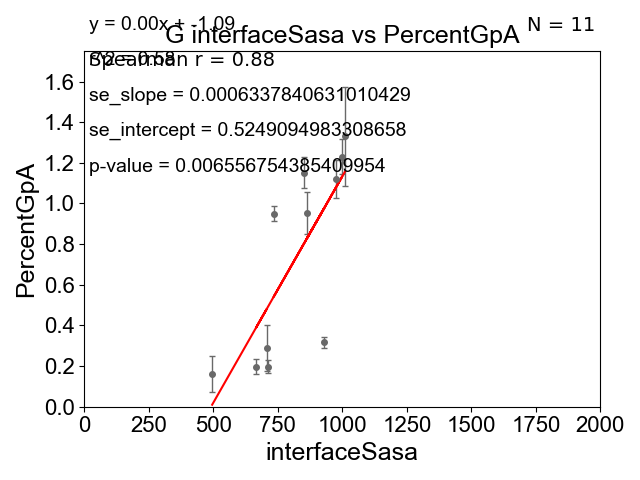 y = 0.00x + -1.09
N = 11
G interfaceSasa vs PercentGpA
Spearman r = 0.88
se_slope = 0.0006337840631010429
se_intercept = 0.5249094983308658
p-value = 0.006556754385409954
PercentGpA
1.6
1.4
1.2
1.0
0.8
0.6
0.4
0.2
0.0
0 250 500 750 1000 1250 1500 1750 2000
interfaceSasa